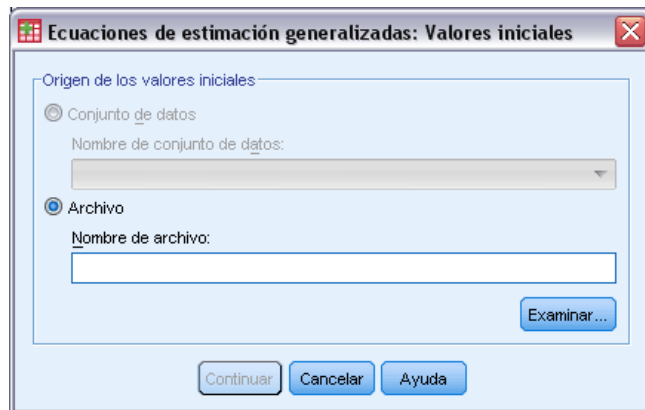 Ecuaciones de estimación generalizadas: Valores iniciales
Origen de los valores iniciales
Conjunto de datos
Nombre de conjunto de datos:
Archivo
Nombre de archivo:
Examinar...
Continuar Cancelar Ayuda